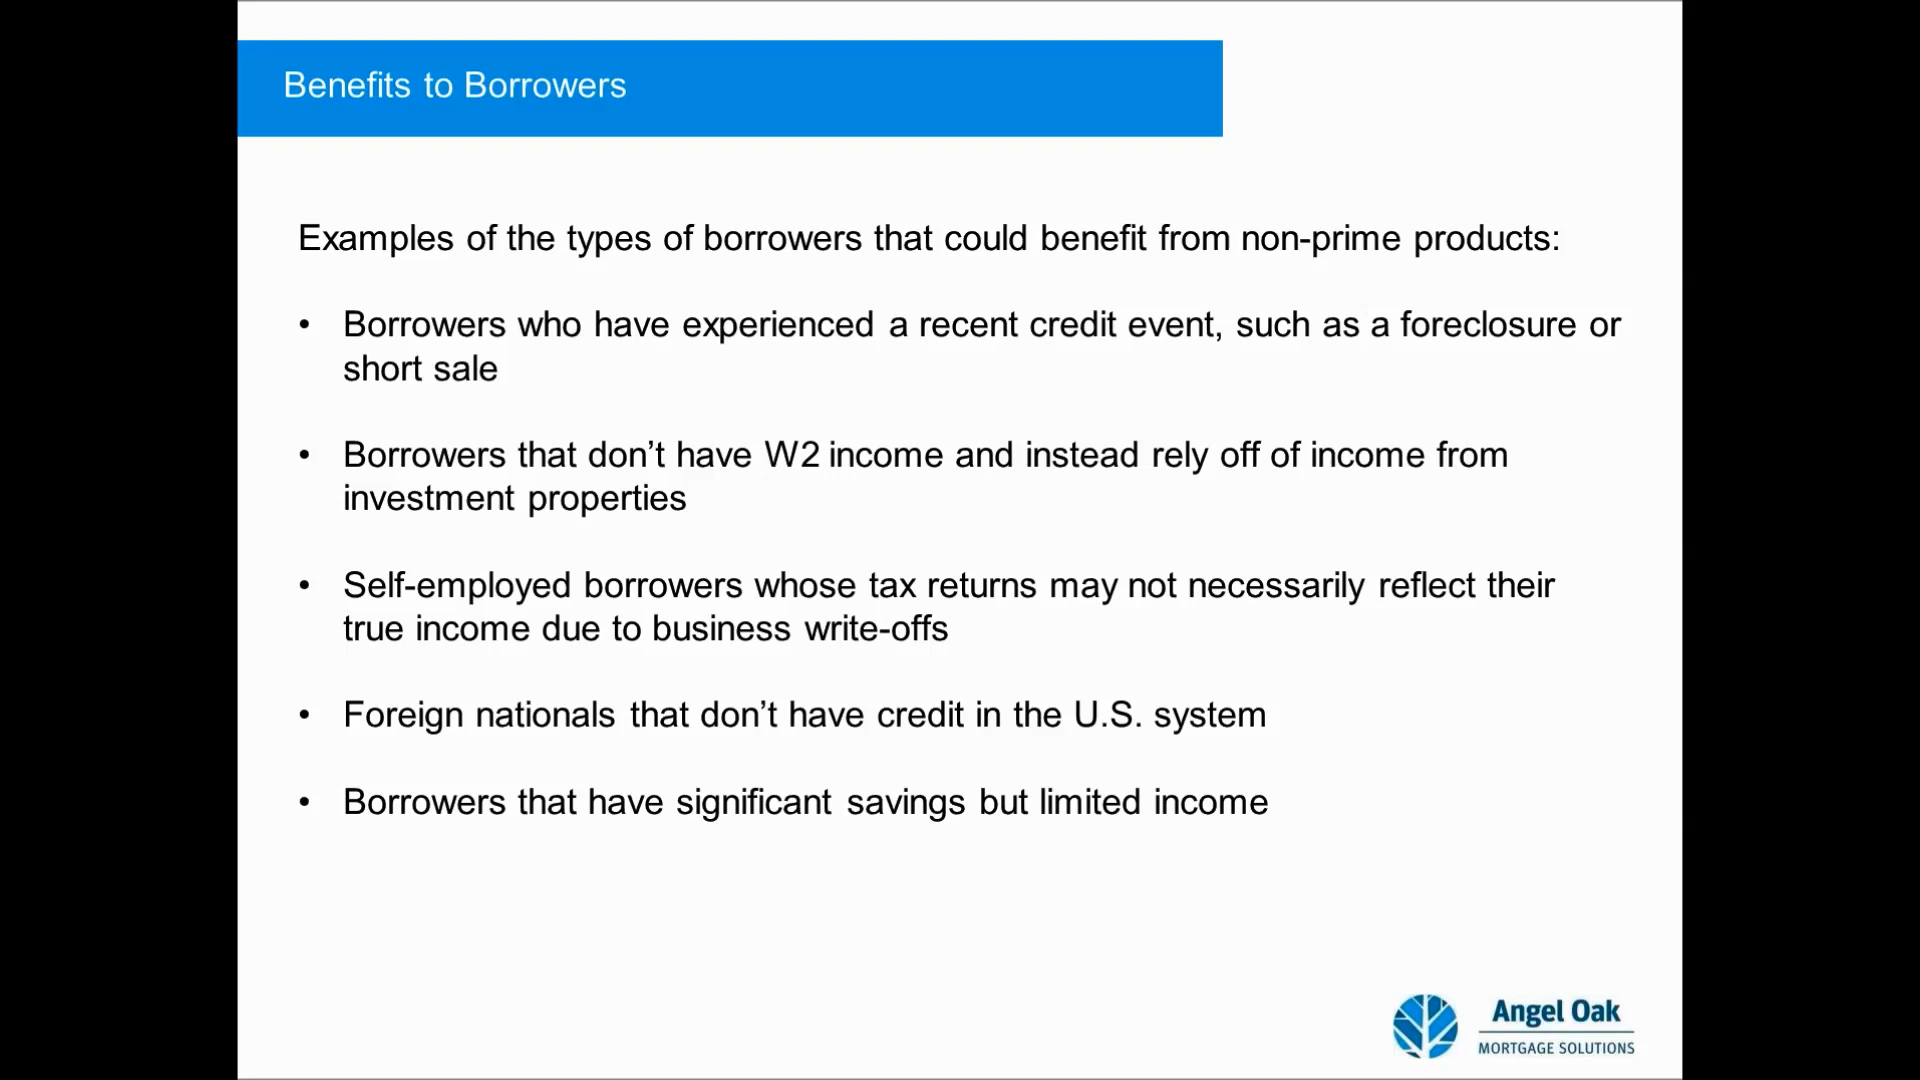 Benefits to Borrowers
Examples of the types of borrowers that could benefit from non-prime products:
• Borrowers who have experienced a recent credit event, such as a foreclosure or
short sale
• Borrowers that don’t have W2 income and instead rely off of income from
investment properties
• Self-employed borrowers whose tax returns may not necessarily reflect their
true income due to business write-offs
• Foreign nationals that don’t have credit in the U.S. system
• Borrowers that have significant savings but limited income
Angel Oak
MORTGAGE SOLUTIONS